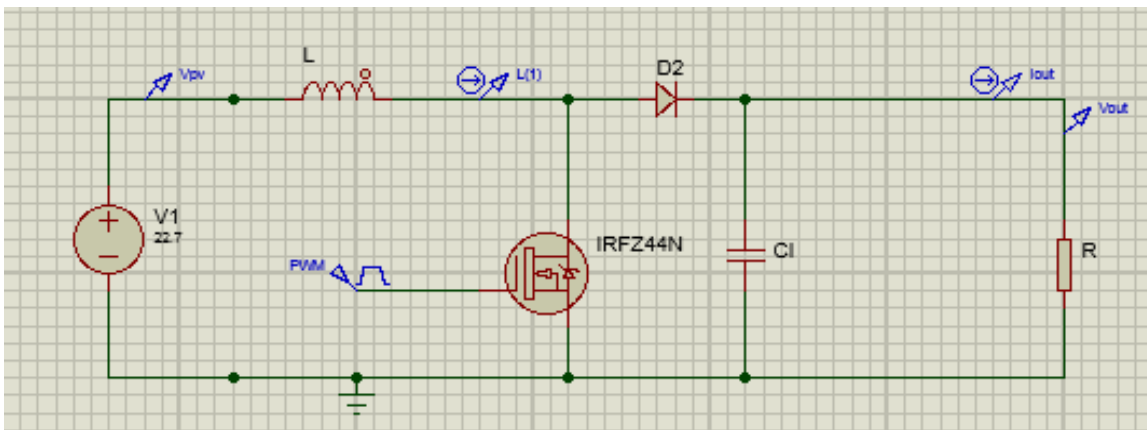 L
Vpv
L(1)
D2
Iout
Vout
V1
22.7
PWM
IRFZ44N
CI
R